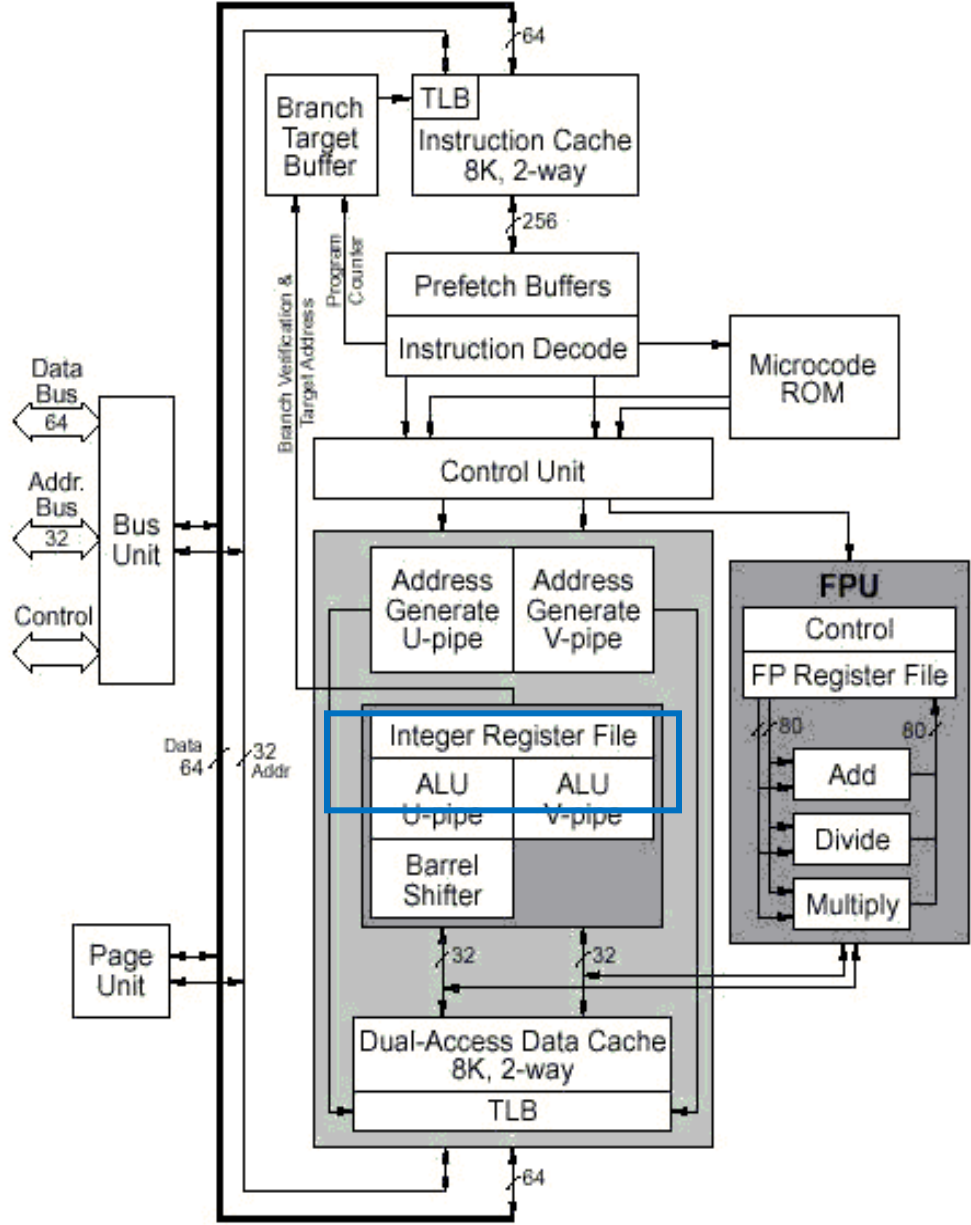 64
TLB
Instruction Cache
8K, 2-way
Branch
Target
Buffer
256
Program
Counter
Branch Verification &
Target Address
Prefetch Buffers
Instruction Decode
Microcode
ROM
Control Unit
Data
Bus
64
Addr.
Bus
32
Control
Bus
Unit
Address
Generate
U-pipe
Address
Generate
V-pipe
FPU
Control
FP Register File
80
80
Add
Divide
Multiply
Integer Register File
ALU
U-pipe
ALU
V-pipe
Barrel
Shifter
Data
64
32
Addr
Page
Unit
32
32
Dual-Access Data Cache
8K, 2-way
TLB
64